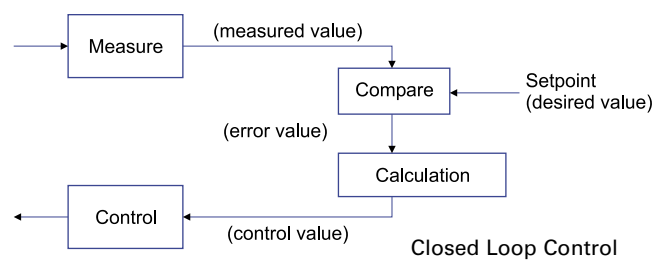 (measured value)
Measure
Compare
Setpoint
(desired value)
(error value)
Calculation
Control
(control value)
Closed Loop Control